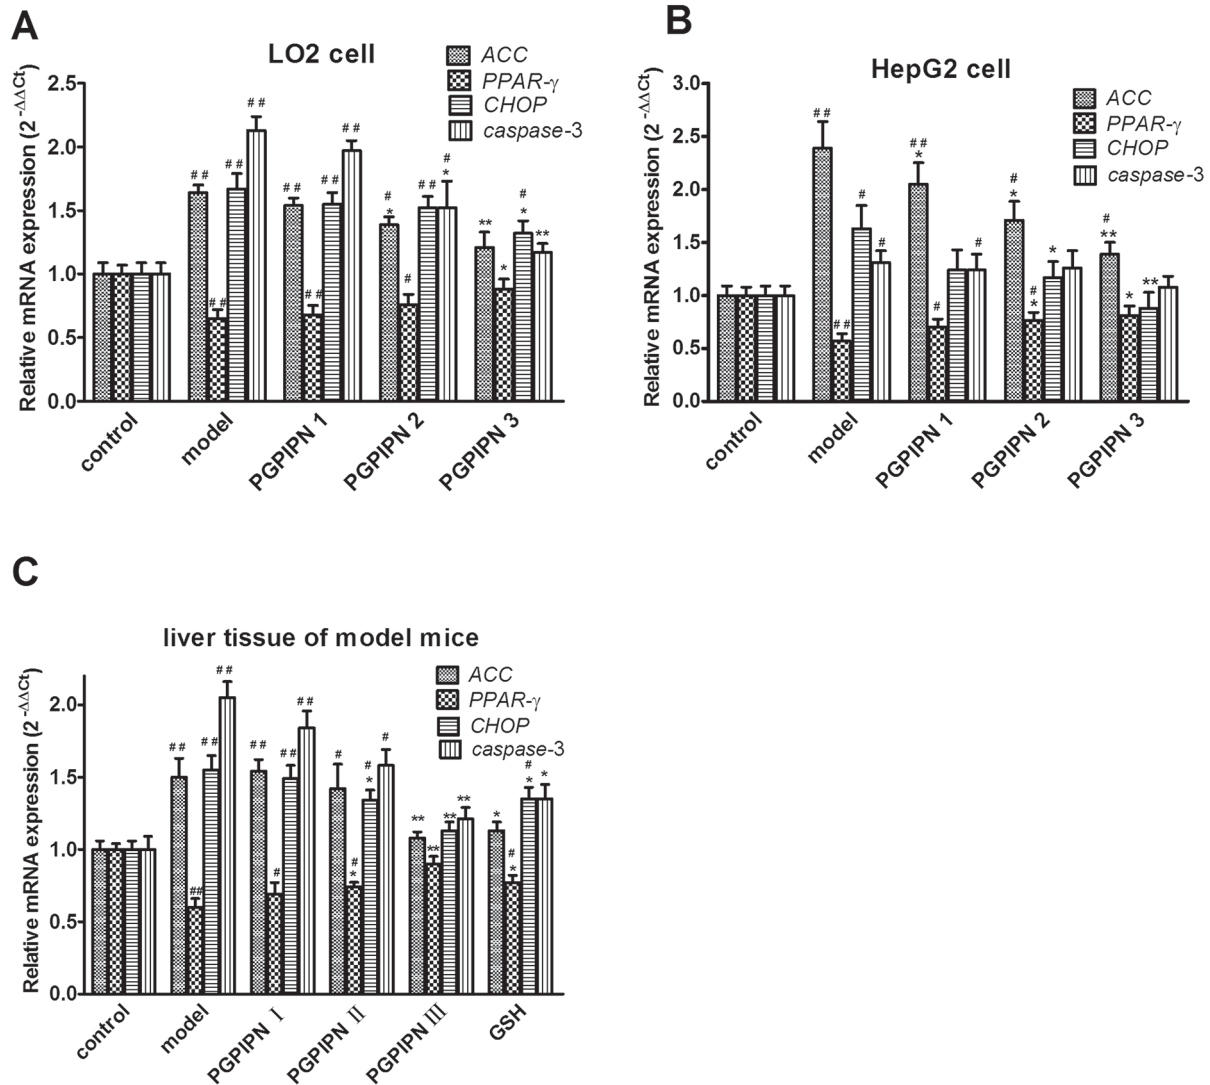 A
LO2 cell
ACC
PPAR-γ
CHOP
caspase-3
Relative mRNA expression (2 -ΔΔCt)
2.5
2.0
1.5
1.0
0.5
0.0
## ## ## ##
## ## ## ##
# * # ## # *
** * # * **
control
model
PGPIPN 1
PGPIPN 2
PGPIPN 3
B
HepG2 cell
ACC
PPAR-γ
CHOP
caspase-3
Relative mRNA expression (2 -ΔΔCt)
3.0
2.5
2.0
1.5
1.0
0.5
0.0
## ## # #
## * # #
# * # * *
# ** * **
control
model
PGPIPN 1
PGPIPN 2
PGPIPN 3
C
liver tissue of model mice
ACC
PPAR-γ
CHOP
caspase-3
Relative mRNA expression (2 -ΔΔCt)
2.0
1.5
1.0
0.5
0.0
## ## ## ##
## # ## ##
# # * # * #
** ** ** **
* # * # * *
control
model
PGPIPN Ⅰ
PGPIPN Ⅱ
PGPIPN Ⅲ
GSH